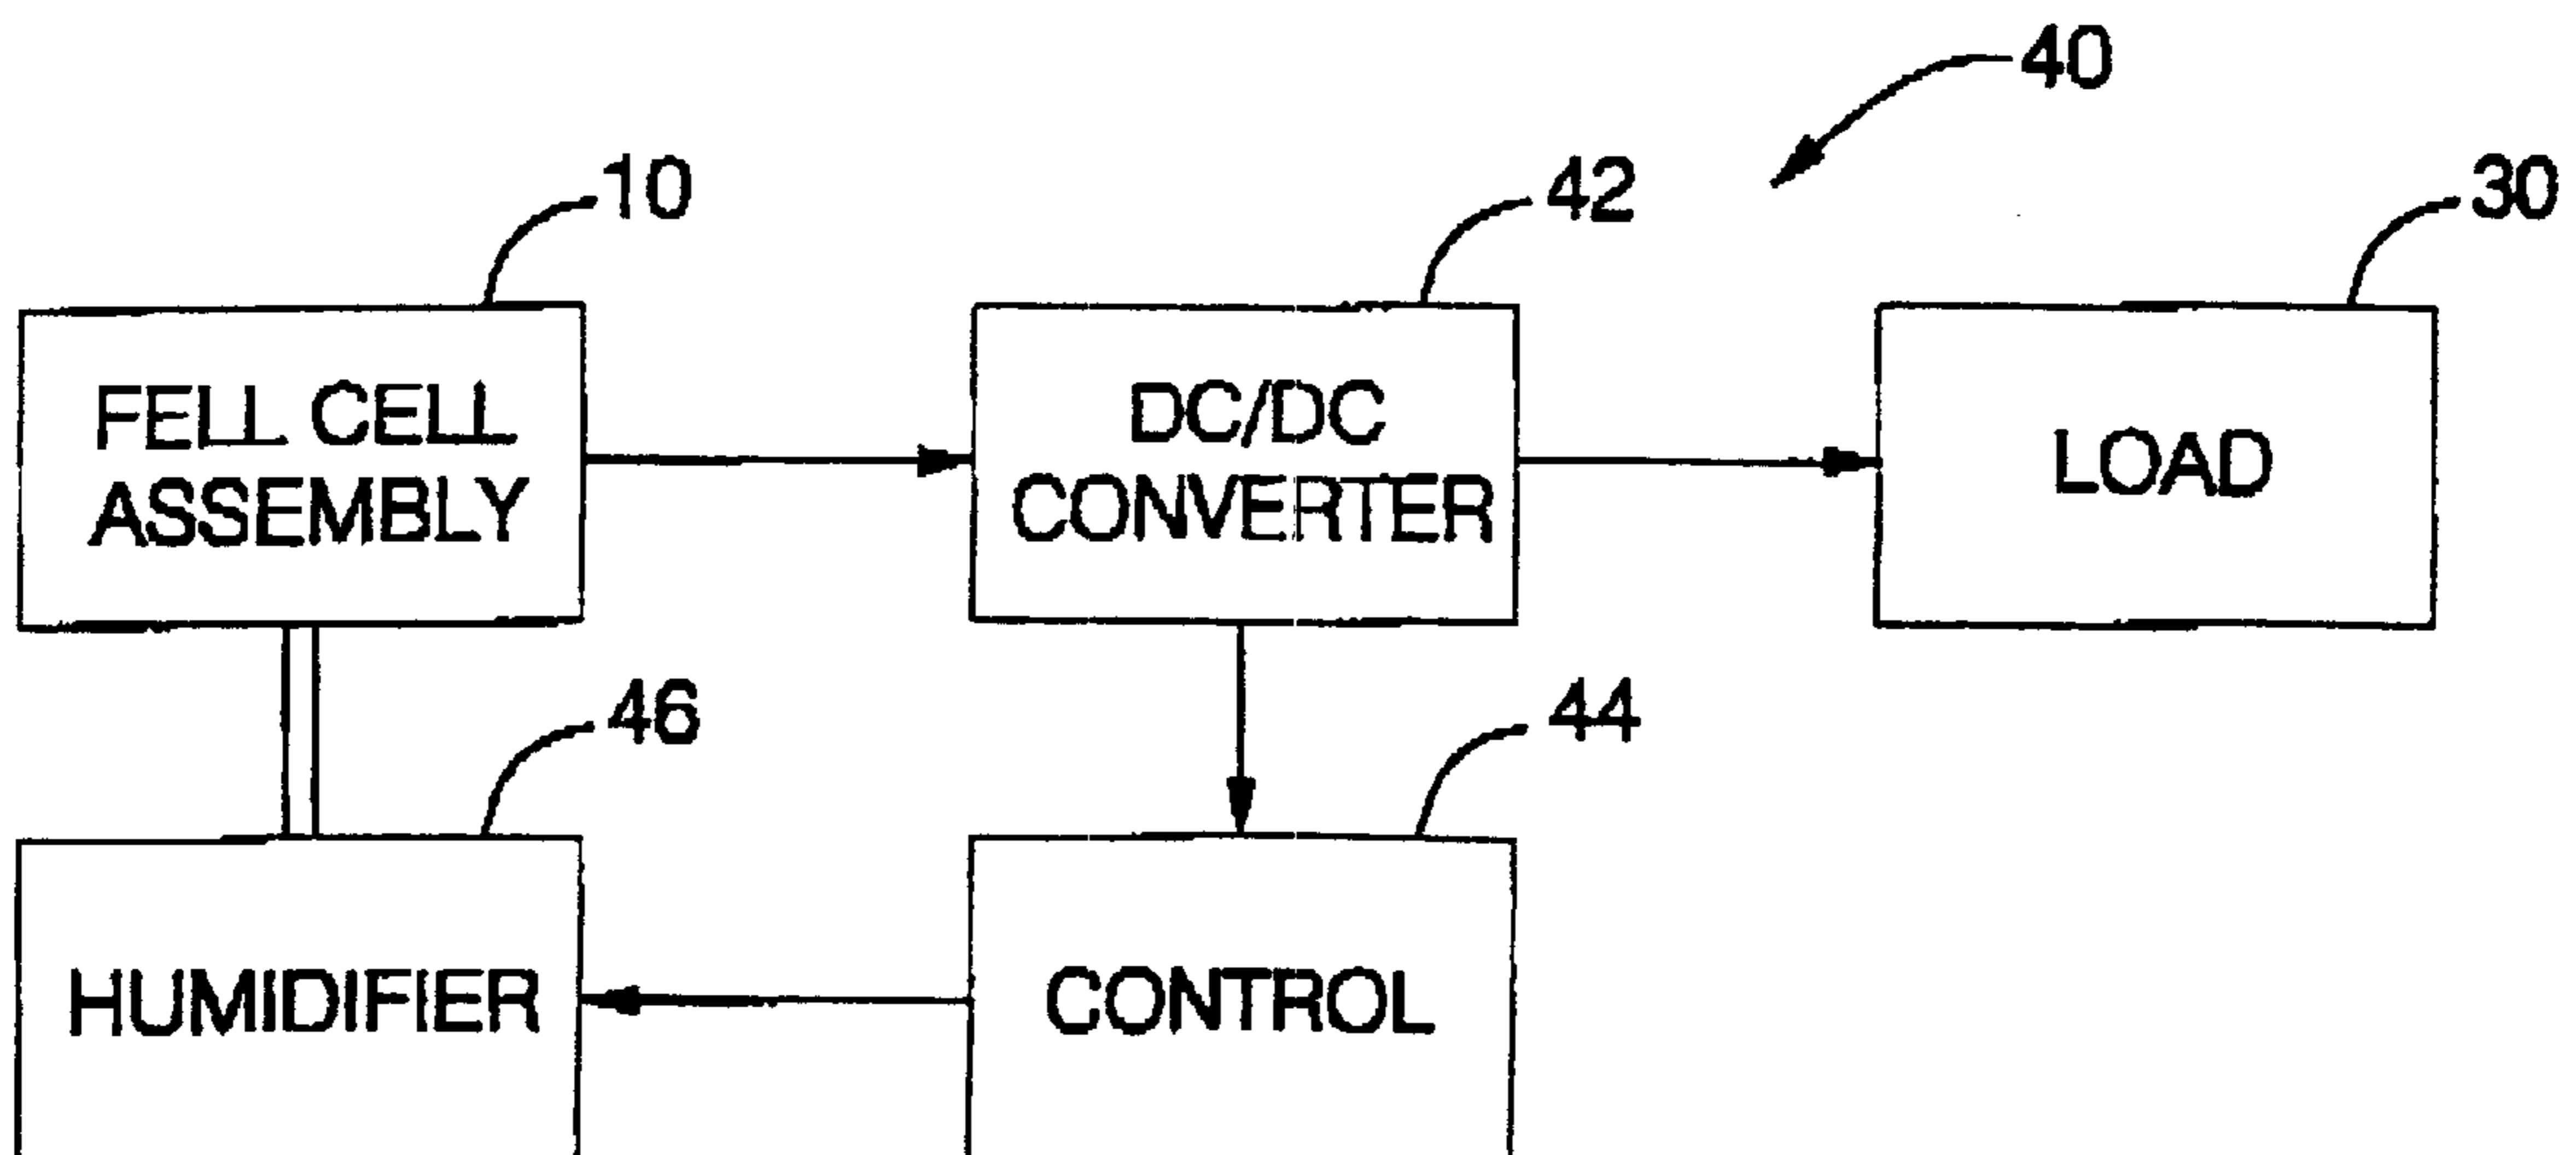 40
10
42
30
FELL CELL
ASSEMBLY
DC/DC
CONVERTER
LOAD
46
44
HUMIDIFIER
CONTROL